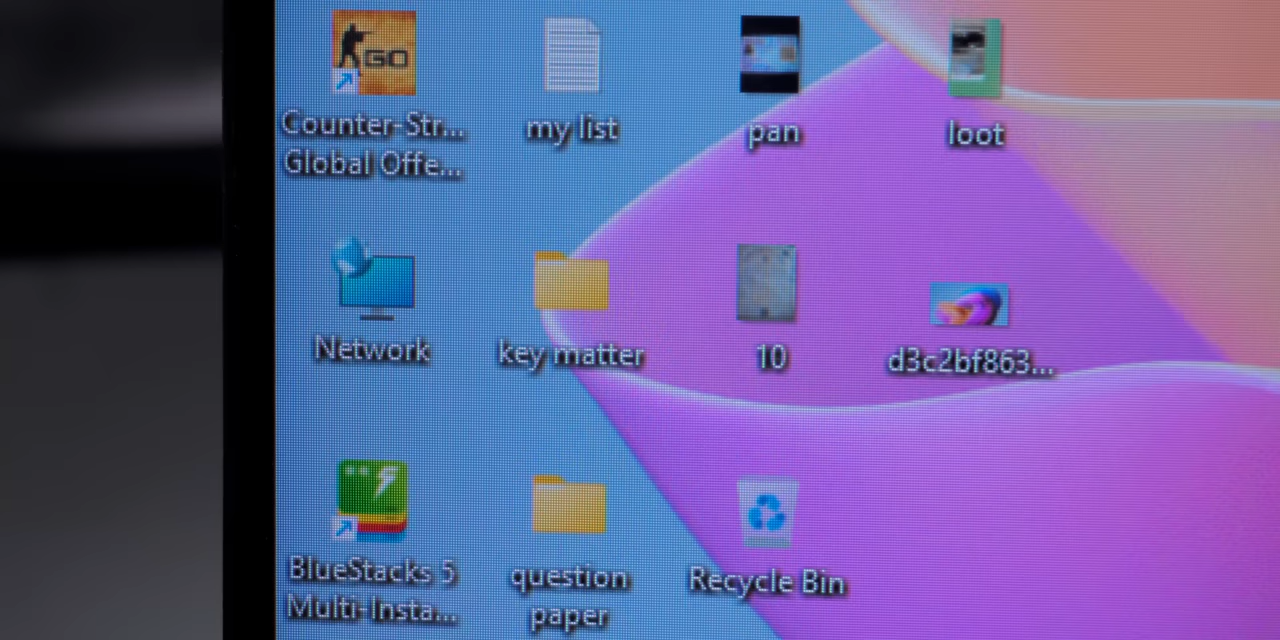 GO
Counter-Str...
Global Offe...
my list
pan
loot
Network
key matter
10
d3c2bf863...
BlueStacks 5
Multi-Insta...
question
paper
Recycle Bin